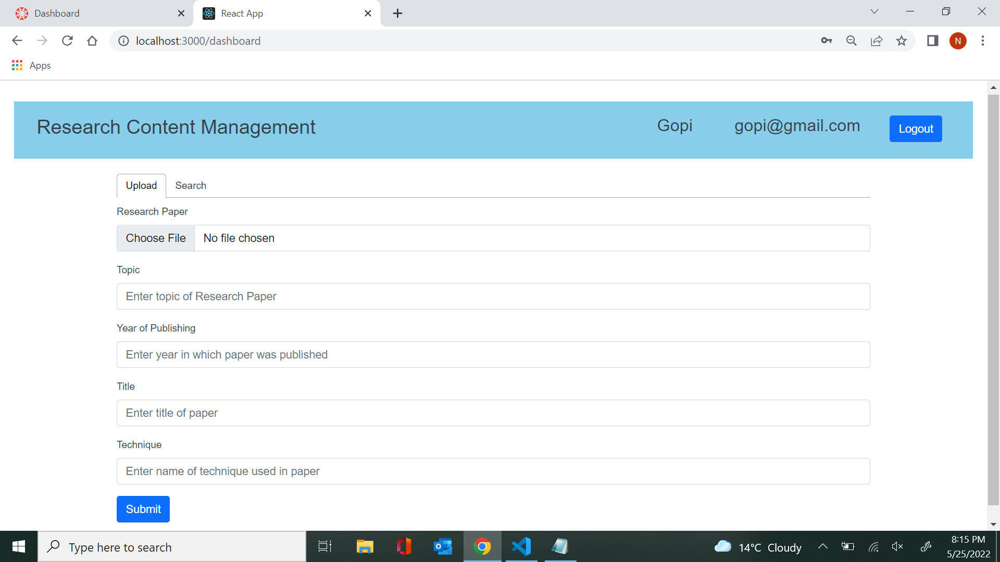 Dashboard
React App
localhost:3000/dashboard
N
Apps
Research Content Management
Gopi
gopi@gmail.com
Logout
Upload
Search
Research Paper
Choose File
No file chosen
Topic
Enter topic of Research Paper
Year of Publishing
Enter year in which paper was published
Title
Enter title of paper
Technique
Enter name of technique used in paper
Submit
Type here to search
14°C Cloudy
8:15 PM
5/25/2022